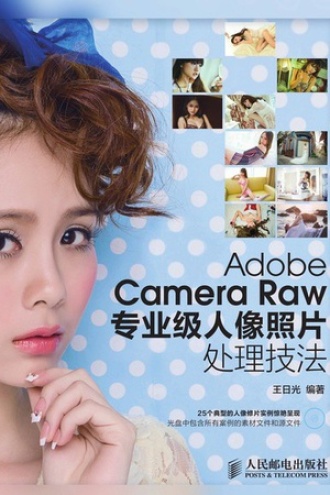 Adobe
Camera Raw
专业级人像照片
处理技法
王日光 编著
25个典型的人像修片实例惊艳呈现
光盘中包含所有案例的素材文件和源文件
人民邮电出版社
POSTS & TELECOM PRESS